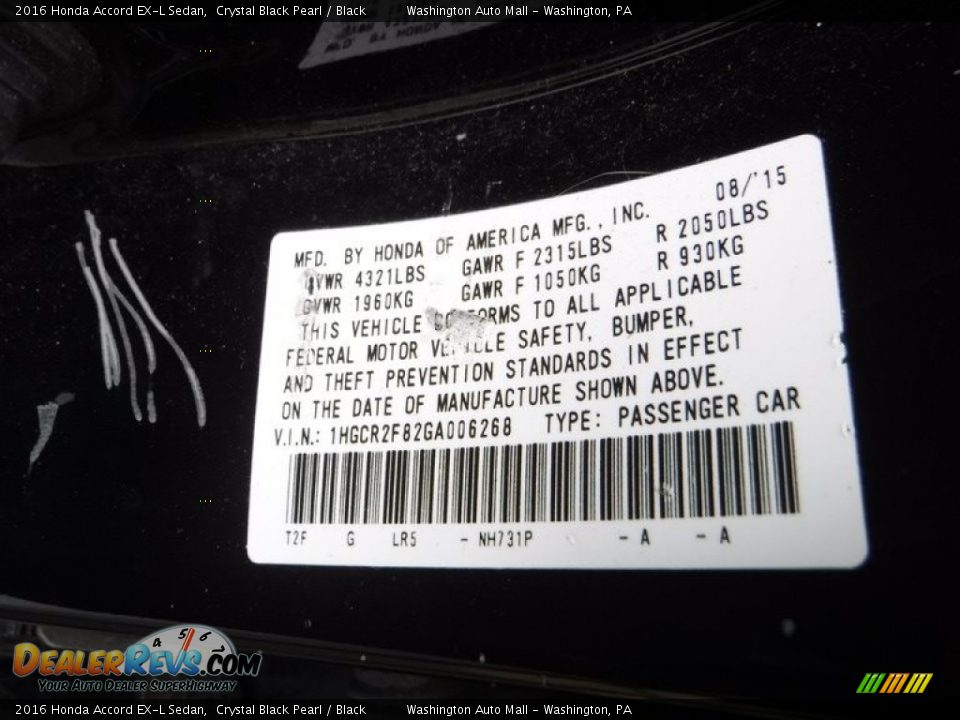 2016 Honda Accord EX-L Sedan, Crystal Black Pearl / Black Washington Auto Mall - Washington, PA
08/'15
MFD. BY HONDA OF AMERICA MFG., INC.
GVWR 4321LBS GAWR F 2315LBS R 2050LBS
GVWR 1960KG GAWR F 1050KG R 930KG
THIS VEHICLE CONFORMS TO ALL APPLICABLE
FEDERAL MOTOR VEHICLE SAFETY, BUMPER,
AND THEFT PREVENTION STANDARDS IN EFFECT
ON THE DATE OF MANUFACTURE SHOWN ABOVE.
V.I.N.: 1HGCR2F82GA006268 TYPE: PASSENGER CAR
T2F G LR5 - NH731P - A - A
4 5 6
DEALERREVS.COM
YOUR AUTO DEALER SUPERHIGHWAY
2016 Honda Accord EX-L Sedan, Crystal Black Pearl / Black Washington Auto Mall - Washington, PA